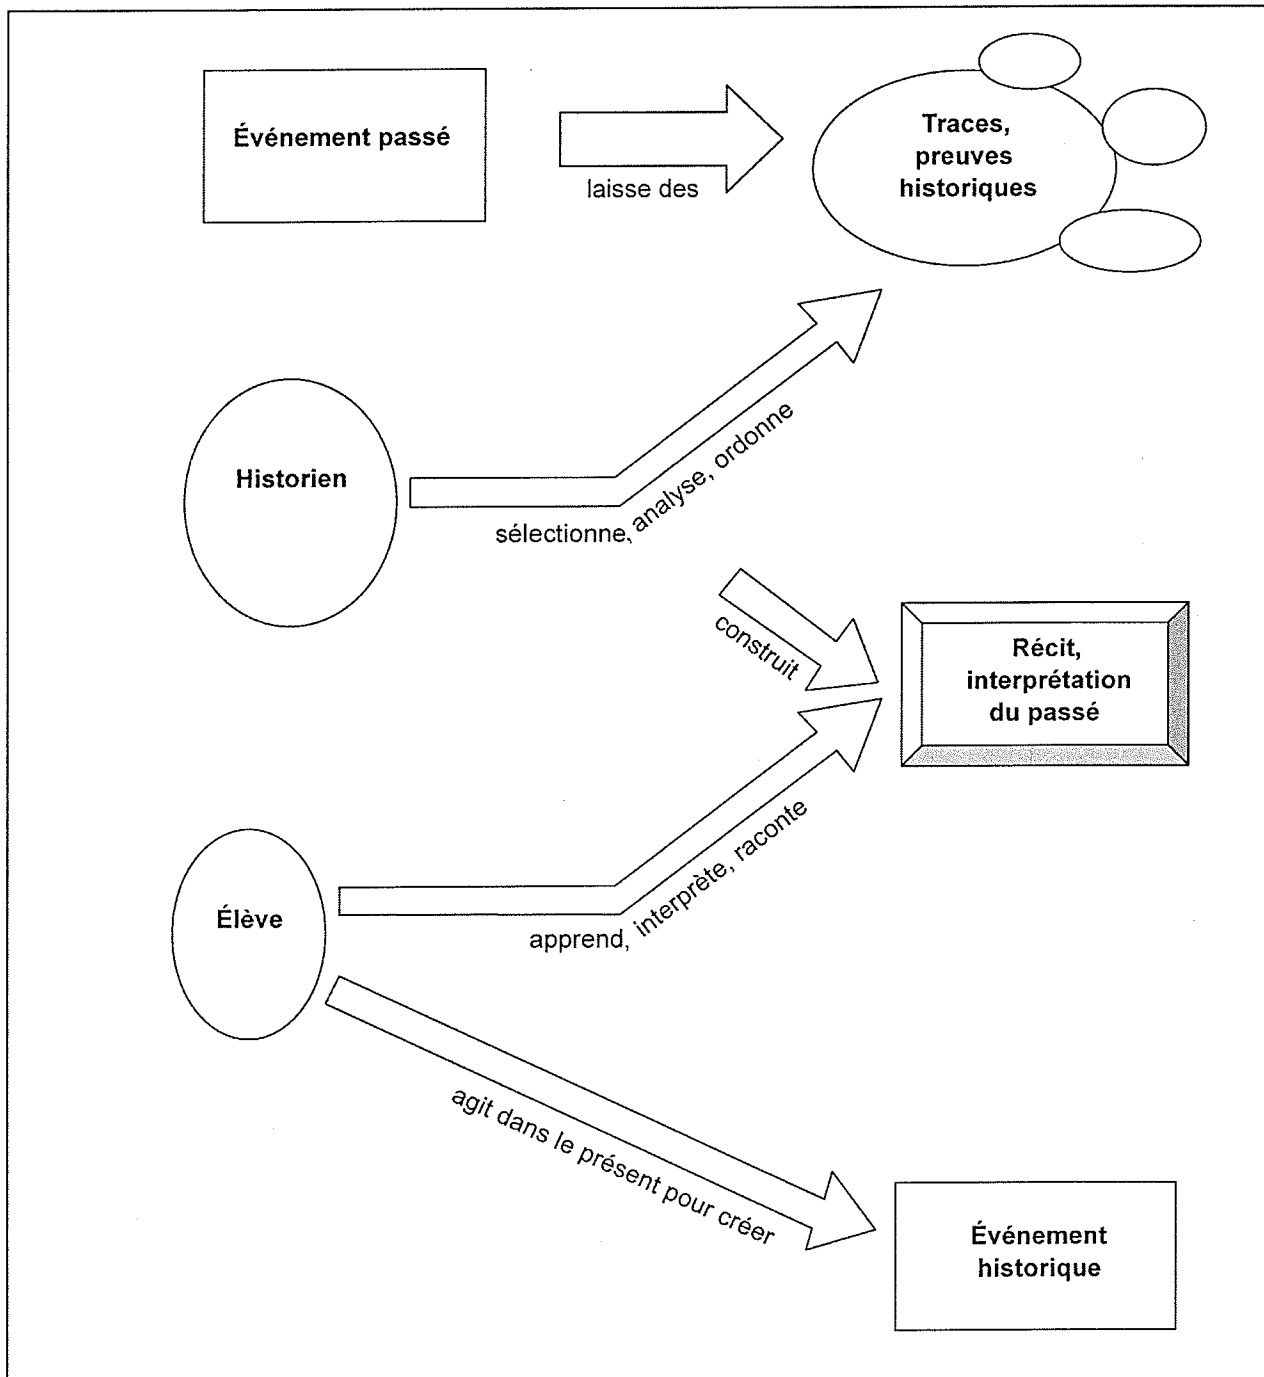 Événement passé
laisse des
Traces,
preuves
historiques
Historien
sélectionne, analyse, ordonne
construit
Récit,
interprétation
du passé
Élève
apprend, interprète, raconte
agit dans le présent pour créer
Événement
historique